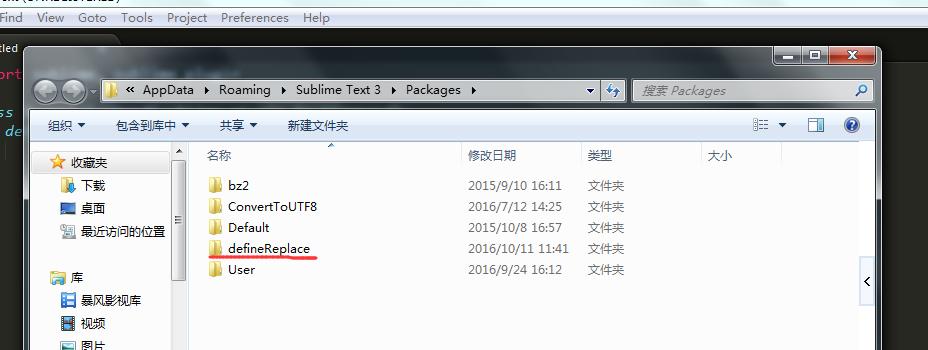 Find View Goto Tools Project Preferences Help
« AppData Roaming Sublime Text 3 Packages
搜索 Packages
组织 包含到库中 共享 新建文件夹
名称 修改日期 类型 大小
收藏夹
下载
桌面
最近访问的位置
库
暴风影视库
视频
图片
bz2 2015/9/10 16:11 文件夹
ConvertToUTF8 2016/7/12 14:25 文件夹
Default 2015/10/8 16:57 文件夹
defineReplace 2016/10/11 11:41 文件夹
User 2016/9/24 16:12 文件夹